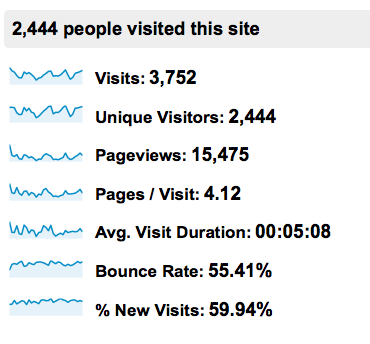 2,444 people visited this site
Visits: 3,752
Unique Visitors: 2,444
Pageviews: 15,475
Pages / Visit: 4.12
Avg. Visit Duration: 00:05:08
Bounce Rate: 55.41%
% New Visits: 59.94%